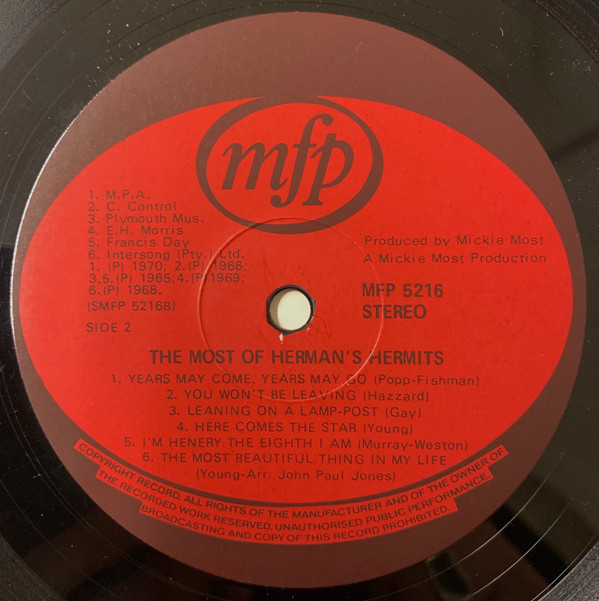 mfp
1. M.P.A.
2. C. Control
3. Plymouth Mus.
4. E.H. Morris
5. Francis Day
6. Intersong (Pty.) Ltd.
1. (P) 1970; 2.(P) 1966;
3,5.(P) 1965;4.(P)1969;
6.(P) 1968.
(SMFP 5216B)
SIDE 2
Produced by Mickie Most
A Mickie Most Production
MFP 5216
STEREO
THE MOST OF HERMAN'S HERMITS
1. YEARS MAY COME, YEARS MAY GO (Popp-Fishman)
2. YOU WON'T BE LEAVING (Hazzard)
3. LEANING ON A LAMP-POST (Gay)
4. HERE COMES THE STAR (Young)
5. I'M HENERY THE EIGHTH I AM (Murray-Weston)
6. THE MOST BEAUTIFUL THING IN MY LIFE
(Young-Arr: John Paul Jones)
COPYRIGHT RECORD. ALL RIGHTS OF THE MANUFACTURER AND OF THE OWNER OF
THE RECORDED WORK RESERVED. UNAUTHORISED PUBLIC PERFORMANCE,
BROADCASTING AND COPY OF THIS RECORD PROHIBITED.